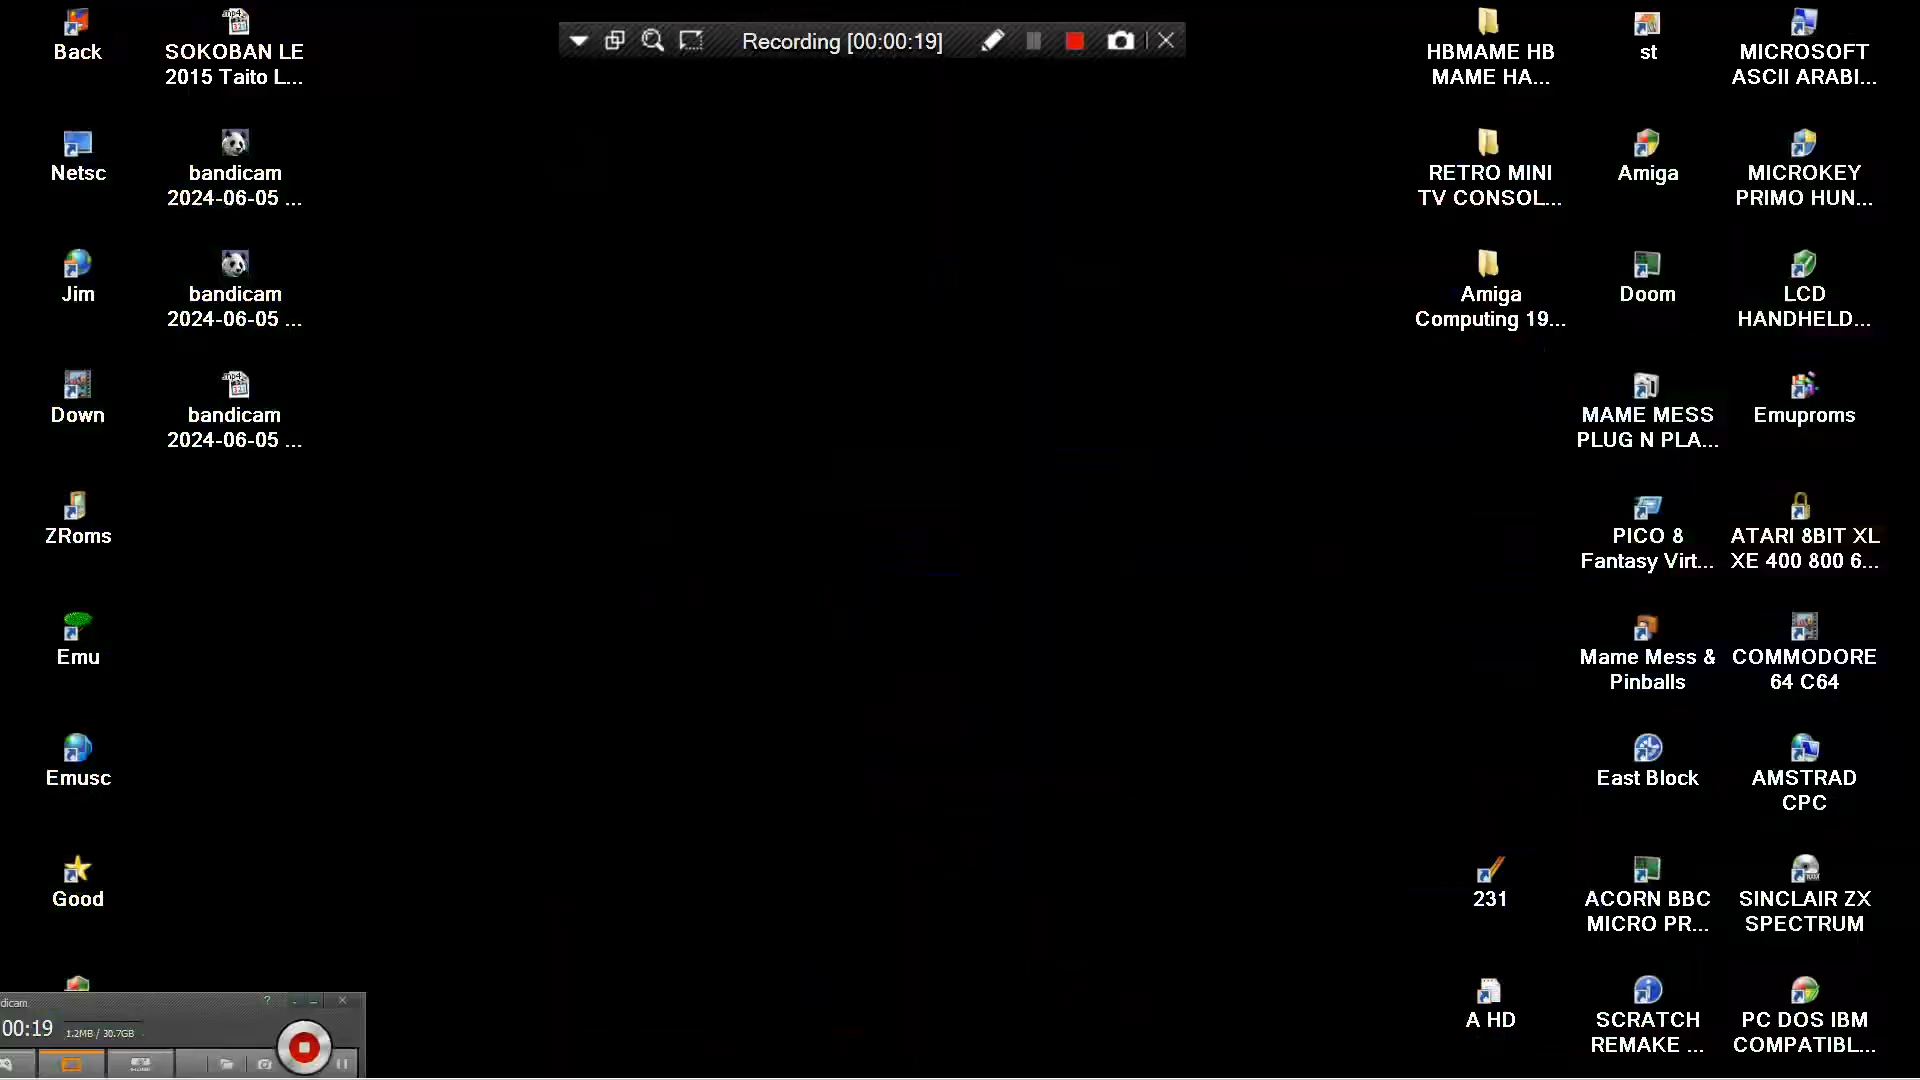 Recording [00:00:19]
Back
SOKOBAN LE
2015 Taito L...
Netsc
bandicam
2024-06-05 ...
Jim
bandicam
2024-06-05 ...
Down
bandicam
2024-06-05 ...
ZRoms
Emu
Emusc
Good
HBMAME HB
MAME HA...
st
MICROSOFT
ASCII ARABI...
RETRO MINI
TV CONSOL...
Amiga
MICROKEY
PRIMO HUN...
Amiga
Computing 19...
Doom
LCD
HANDHELD...
MAME MESS
PLUG N PLA...
Emuproms
PICO 8
Fantasy Virt...
ATARI 8BIT XL
XE 400 800 6...
Mame Mess &
Pinballs
COMMODORE
64 C64
East Block
AMSTRAD
CPC
231
ACORN BBC
MICRO PR...
SINCLAIR ZX
SPECTRUM
A HD
SCRATCH
REMAKE ...
PC DOS IBM
COMPATIBL...
dicam
00:19
1.2MB / 30.7GB